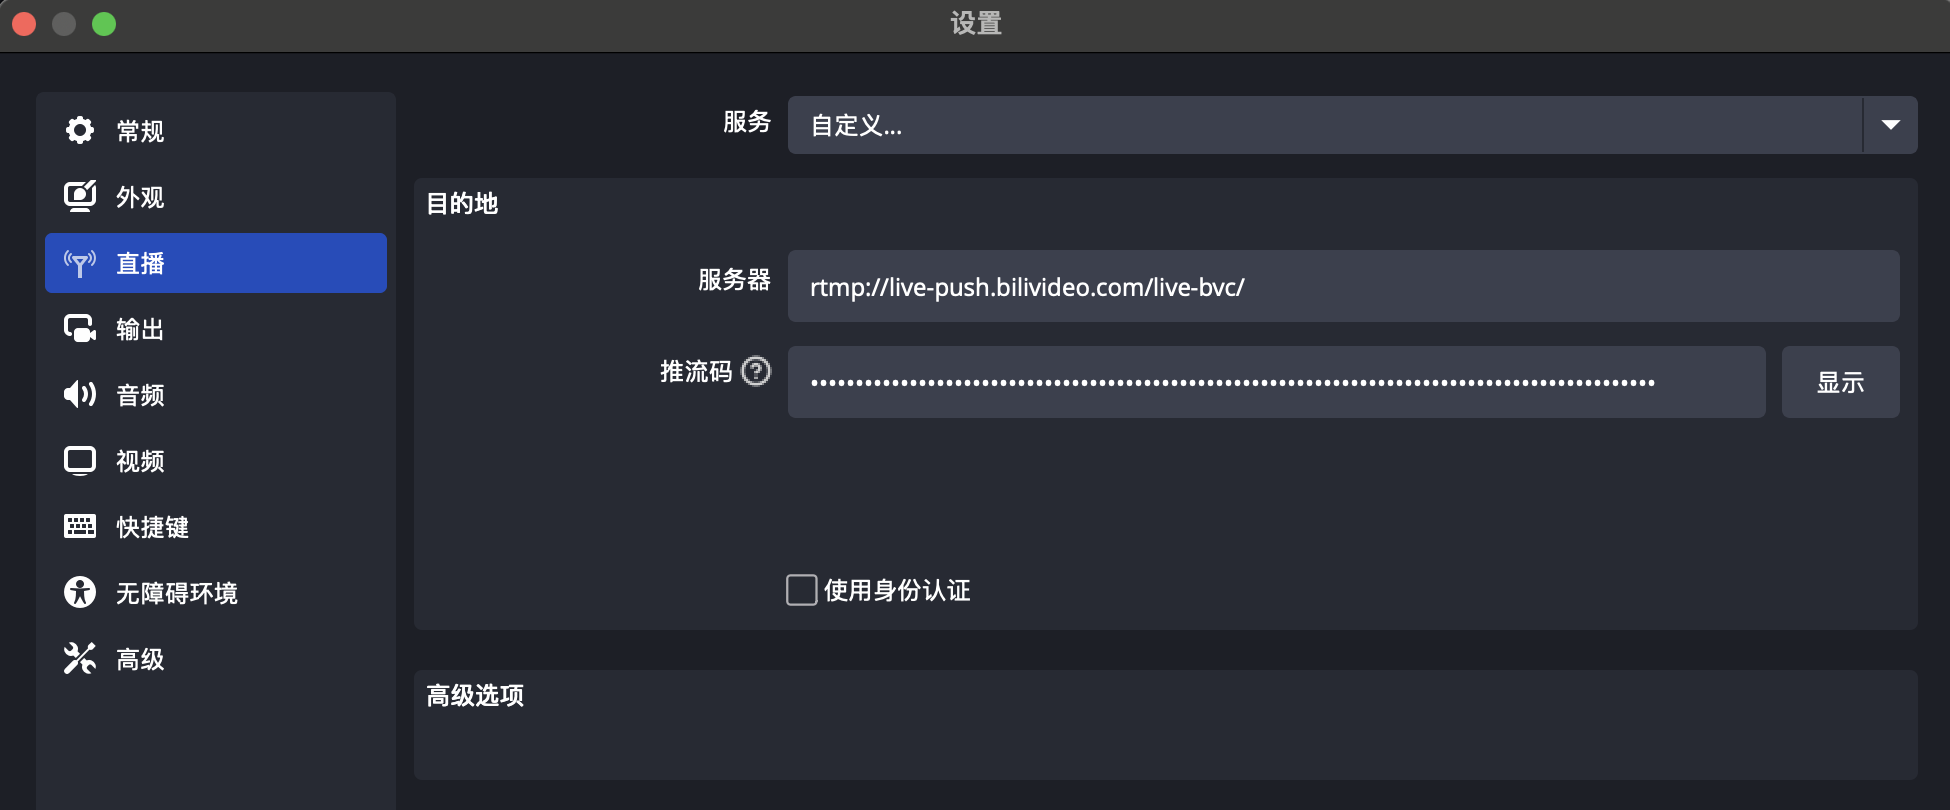 设置
常规
外观
直播
输出
音频
视频
快捷键
无障碍环境
高级
服务
自定义...
目的地
服务器
rtmp://live-push.bilivideo.com/live-bvc/
推流码
显示
使用身份认证
高级选项